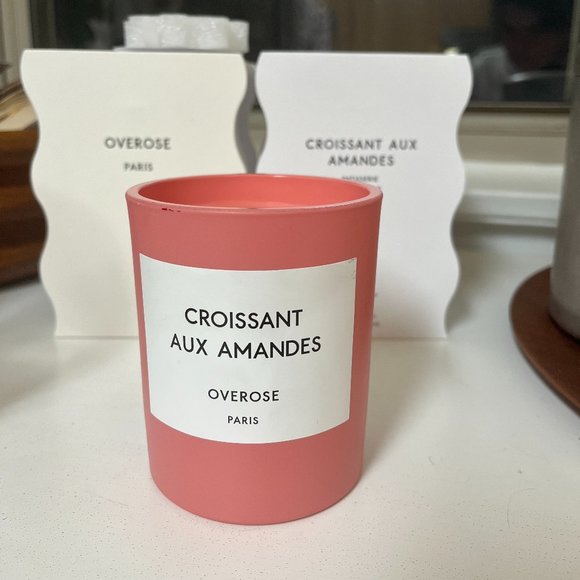 OVEROSE
PARIS
CROISSANT AUX
AMANDES
CROISSANT
AUX AMANDES
OVEROSE
PARIS